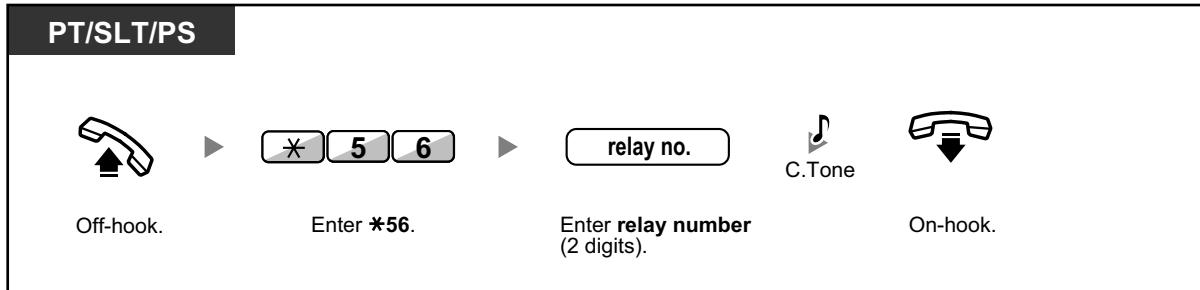 PT/SLT/PS
* 5 6
relay no.
C.Tone
Off-hook.
Enter *56.
Enter relay number
(2 digits).
On-hook.